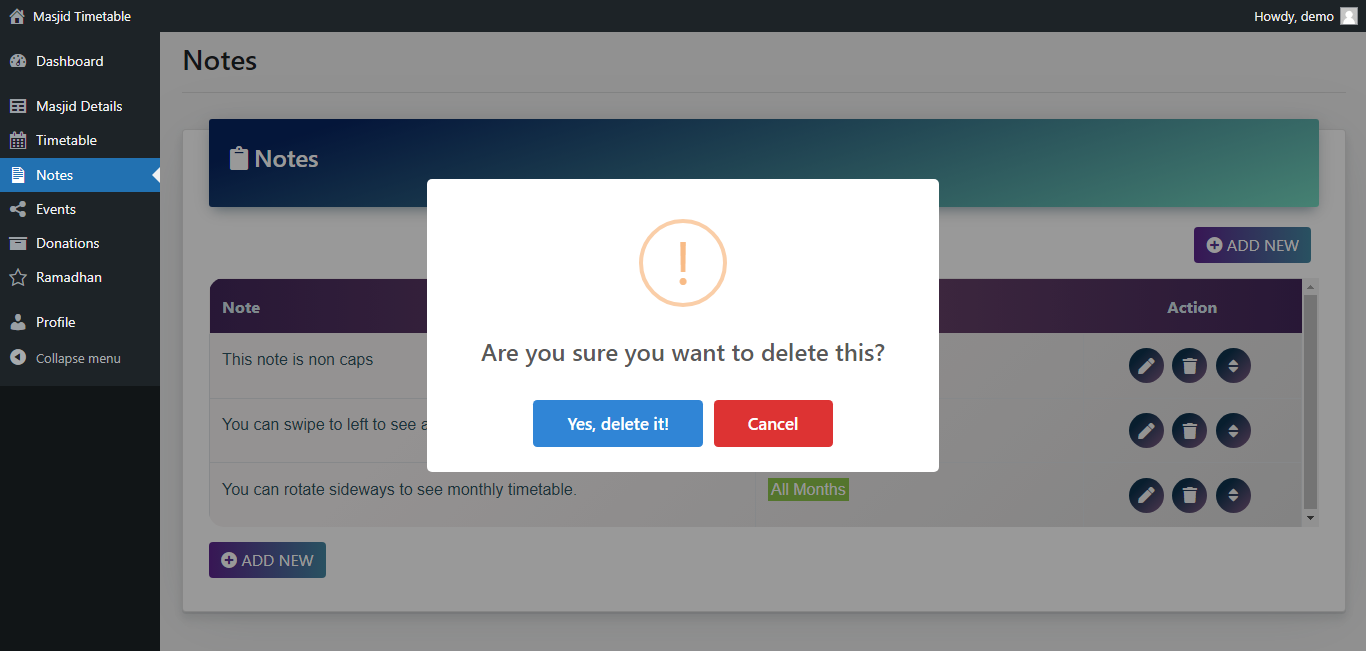 Masjid Timetable
Howdy, demo
Dashboard
Masjid Details
Timetable
Notes
Events
Donations
Ramadhan
Profile
Collapse menu
Notes
Notes
ADD NEW
Note
Action
This note is non caps
You can swipe to left to see
You can rotate sideways to see monthly timetable.
All Months
ADD NEW
!
Are you sure you want to delete this?
Yes, delete it!
Cancel